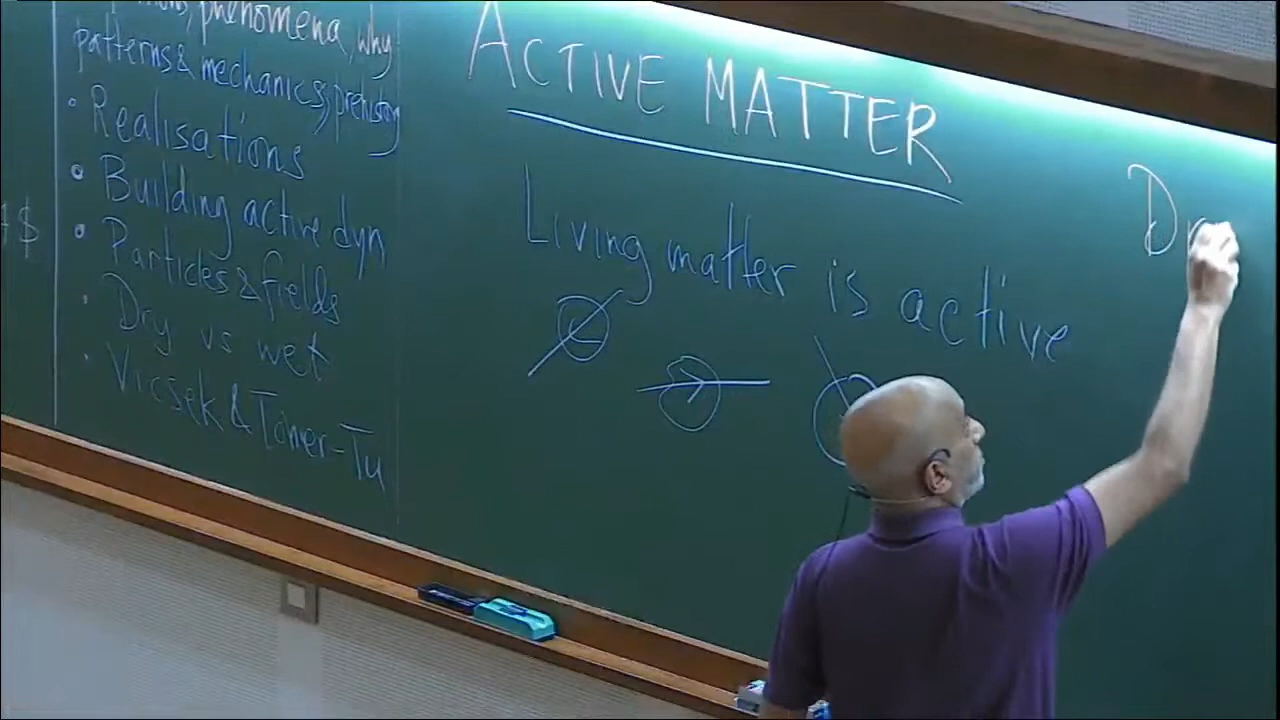 phenomena, why
patterns & mechanics, prehistory
• Realisations
• Building active dyn
• Particles & fields
• Dry vs wet
• Vicsek & Toner-Tu
$
ACTIVE MATTER
Living matter is active
Dr